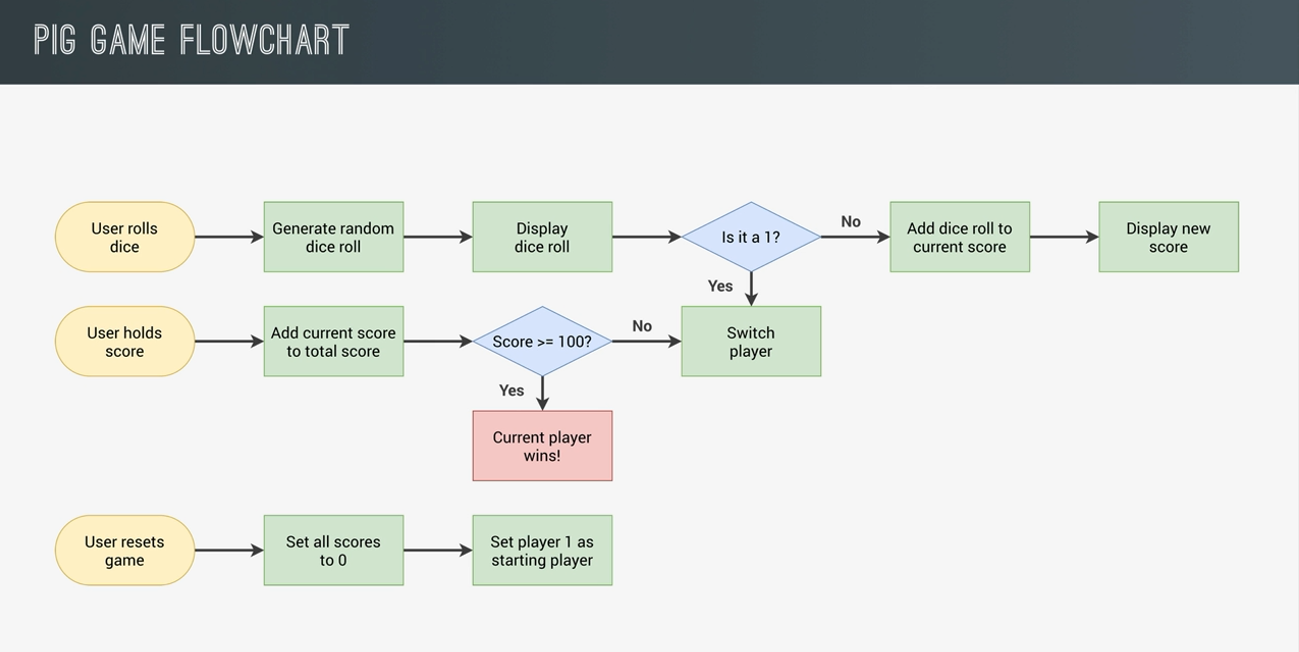 PIG GAME FLOWCHART
User rolls
dice
Generate random
dice roll
Display
dice roll
Is it a 1?
No
Add dice roll to
current score
Display new
score
Yes
User holds
score
Add current score
to total score
Score >= 100?
No
Switch
player
Yes
Current player
wins!
User resets
game
Set all scores
to 0
Set player 1 as
starting player